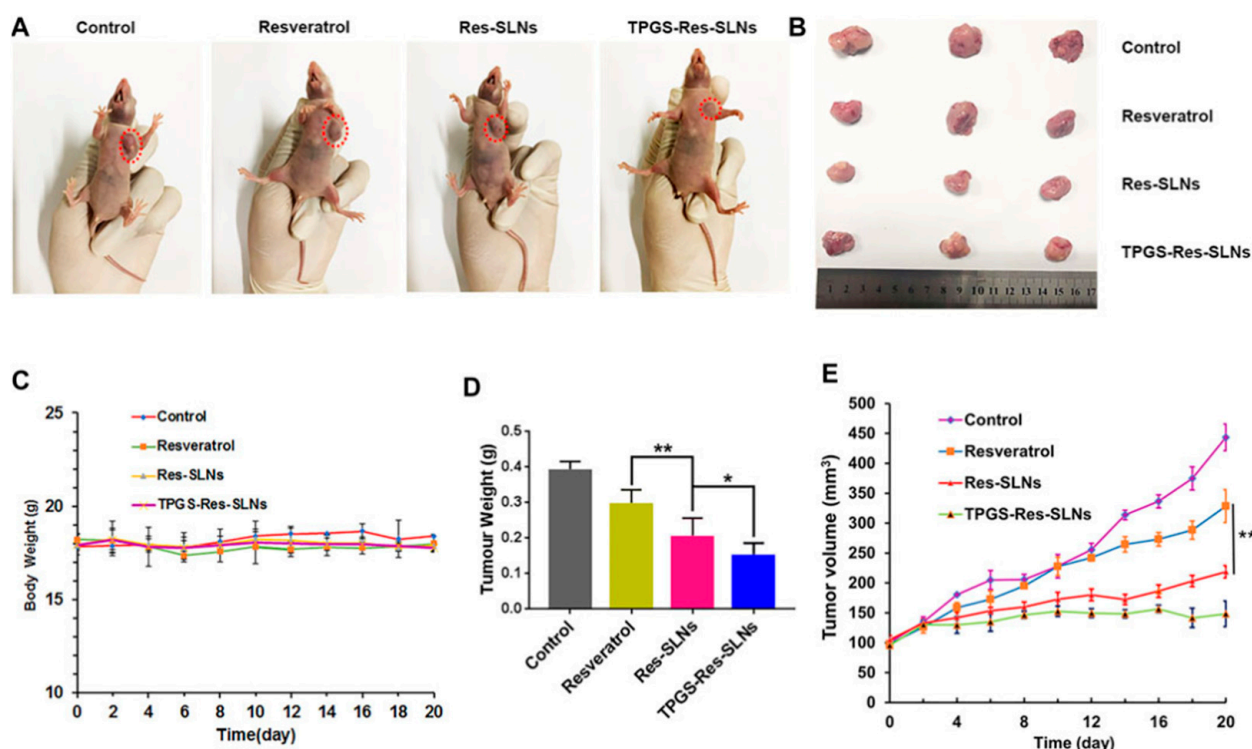 A
Control
Resveratrol
Res-SLNs
TPGS-Res-SLNs
B
Control
Resveratrol
Res-SLNs
TPGS-Res-SLNs
1 2 3 4 5 6 7 8 9 10 11 12 13 14 15 16 17
C
Control
Resveratrol
Res-SLNs
TPGS-Res-SLNs
Body Weight (g)
25
23
20
18
15
13
10
0 2 4 6 8 10 12 14 16 18 20
Time(day)
D
** *
Tumour Weight (g)
0.5
0.4
0.3
0.2
0.1
0.0
Control
Resveratrol
Res-SLNs
TPGS-Res-SLNs
E
Control
Resveratrol
Res-SLNs
TPGS-Res-SLNs
Tumor volume (mm³)
500
450
400
350
300
250
200
150
100
50
0
0 4 8 12 16 20
Time (day)
**